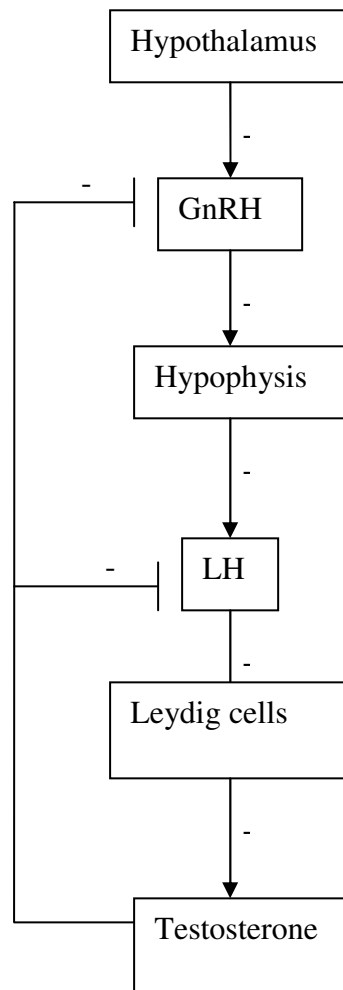 Hypothalamus
-
-
GnRH
-
Hypophysis
-
-
LH
-
Leydig cells
-
Testosterone